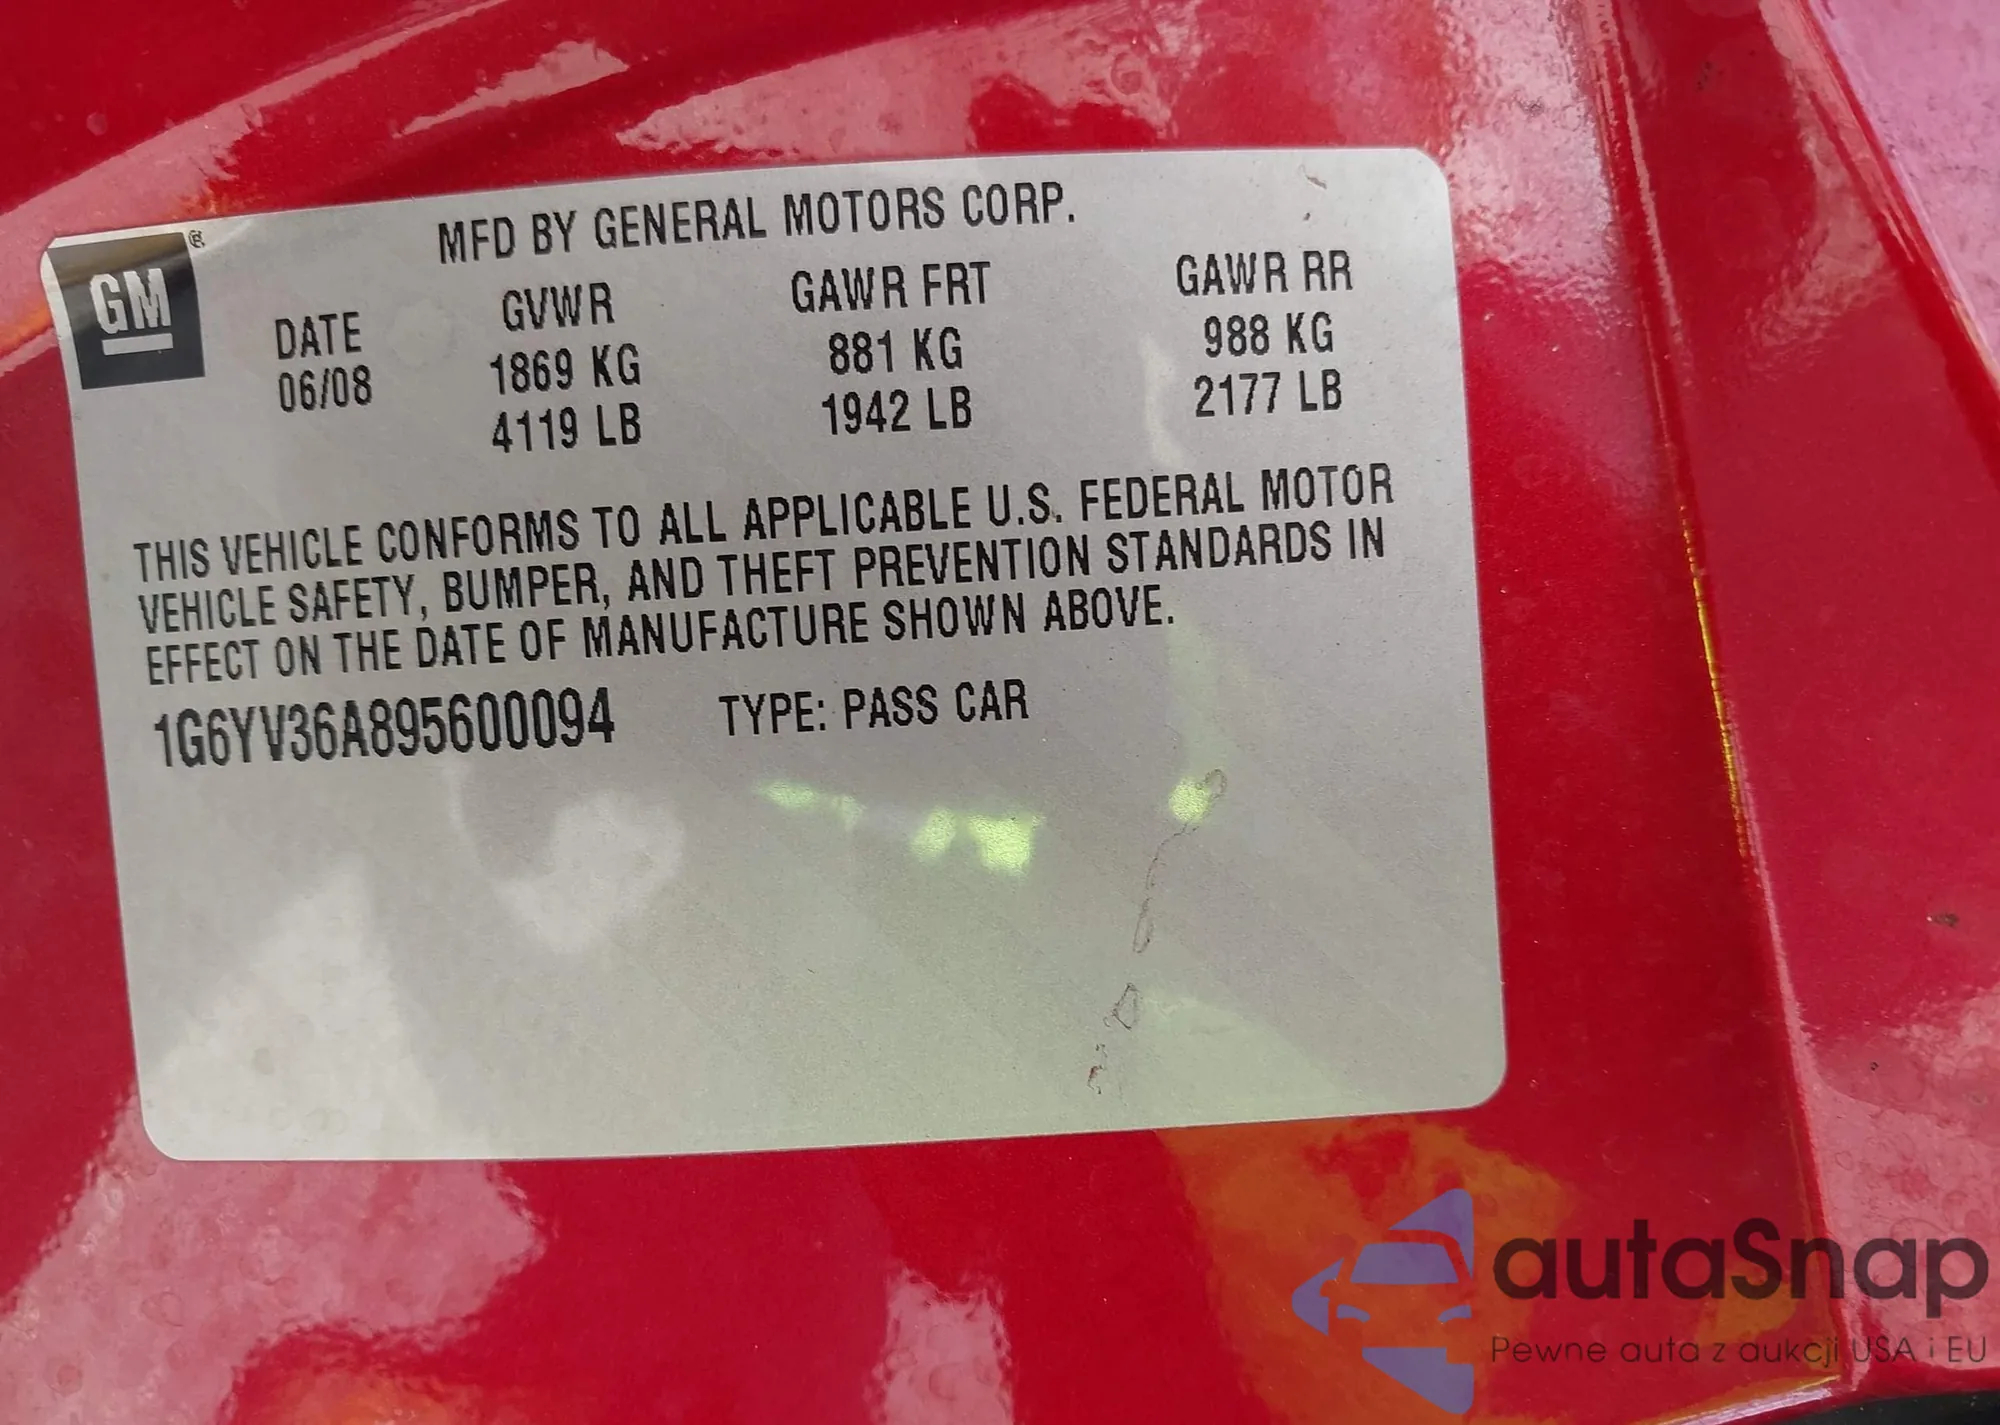 MFD BY GENERAL MOTORS CORP.
GM®
DATE GVWR GAWR FRT GAWR RR
06/08 1869 KG 881 KG 988 KG
4119 LB 1942 LB 2177 LB
THIS VEHICLE CONFORMS TO ALL APPLICABLE U.S. FEDERAL MOTOR
VEHICLE SAFETY, BUMPER, AND THEFT PREVENTION STANDARDS IN
EFFECT ON THE DATE OF MANUFACTURE SHOWN ABOVE.
1G6YV36A895600094 TYPE: PASS CAR
autaSnap
Pewne auta z aukcji USA i EU